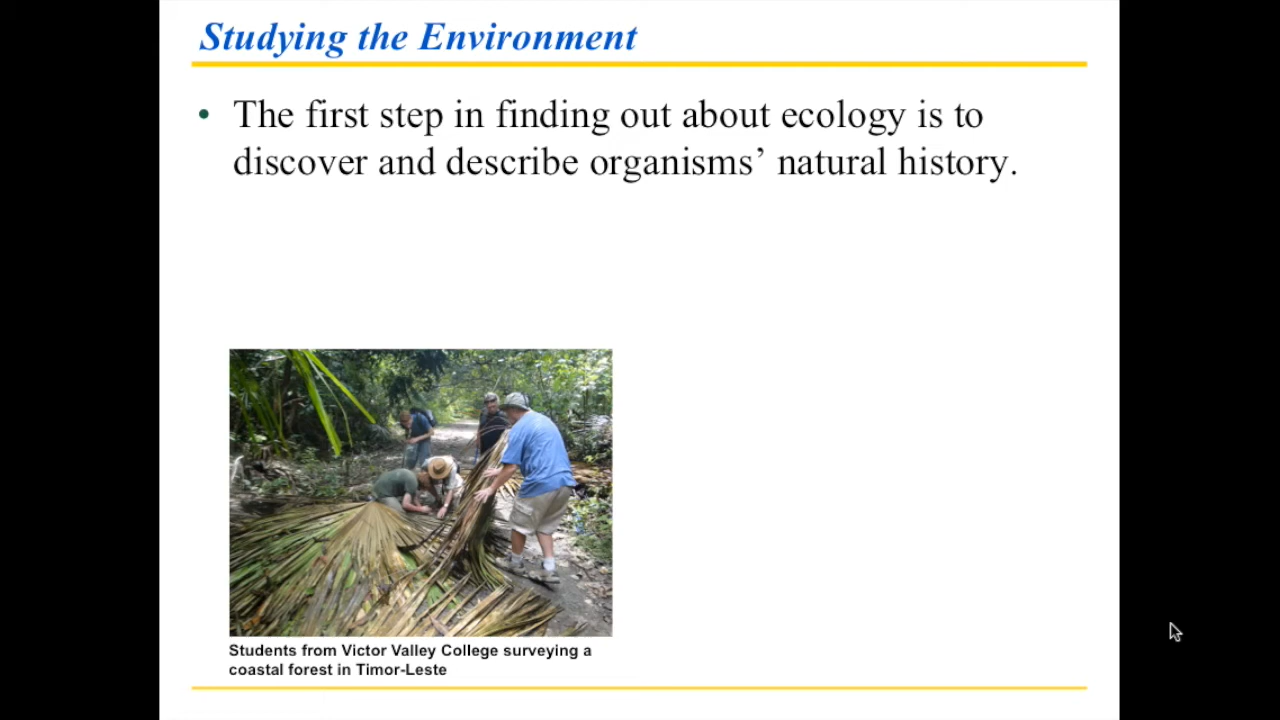 Studying the Environment
• The first step in finding out about ecology is to
discover and describe organisms’ natural history.
Students from Victor Valley College surveying a
coastal forest in Timor-Leste